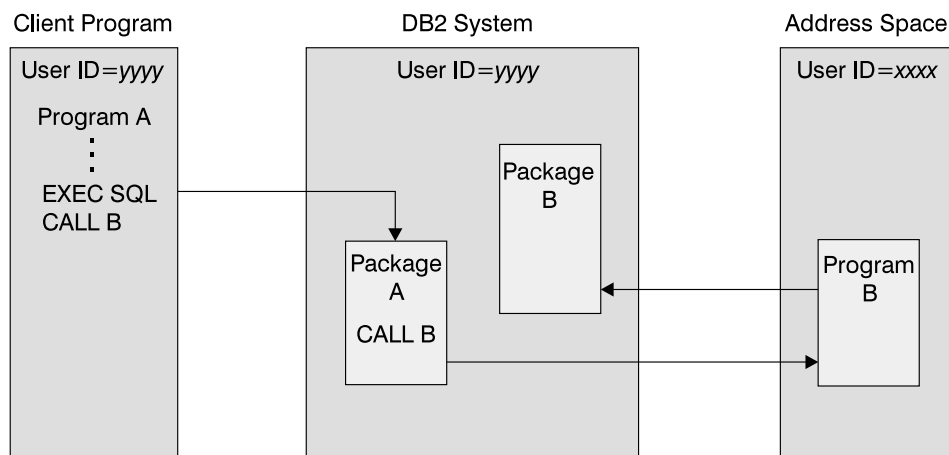 Client Program
User ID=yyyy
Program A
EXEC SQL
CALL B
DB2 System
User ID=yyyy
Package
B
Package
A
CALL B
Address Space
User ID=xxxx
Program
B